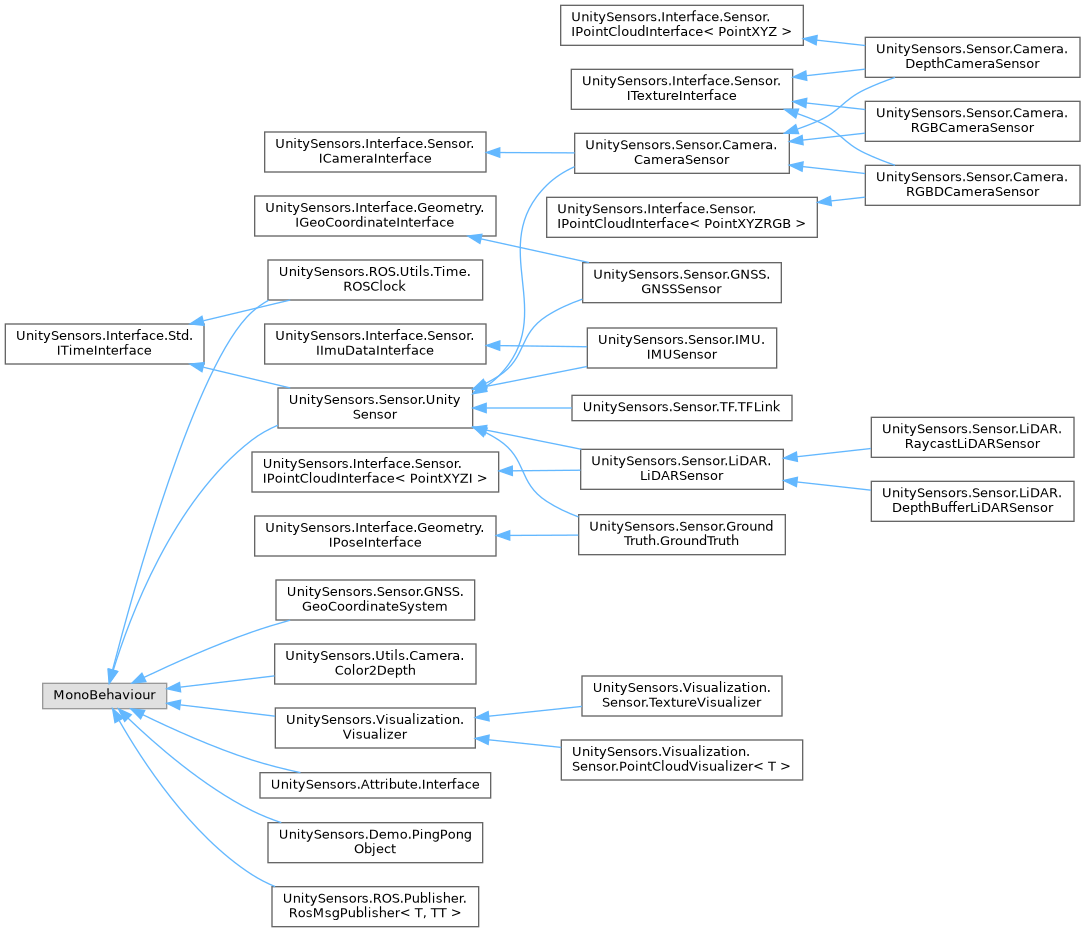 UnitySensors.Interface.Sensor.
IPointCloudInterface< PointXYZ >
UnitySensors.Sensor.Camera.
DepthCameraSensor
UnitySensors.Interface.Sensor.
ITextureInterface
UnitySensors.Sensor.Camera.
RGBCameraSensor
UnitySensors.Interface.Sensor.
ICameraInterface
UnitySensors.Sensor.Camera.
CameraSensor
UnitySensors.Sensor.Camera.
RGBDCameraSensor
UnitySensors.Interface.Geometry.
IGeoCoordinateInterface
UnitySensors.Interface.Sensor.
IPointCloudInterface< PointXYZRGB >
UnitySensors.ROS.Utils.Time.
ROSClock
UnitySensors.Sensor.GNSS.
GNSSSensor
UnitySensors.Interface.Std.
ITimeInterface
UnitySensors.Interface.Sensor.
IImuDataInterface
UnitySensors.Sensor.IMU.
IMUSensor
UnitySensors.Sensor.Unity
Sensor
UnitySensors.Sensor.TF.TFLink
UnitySensors.Sensor.LiDAR.
RaycastLiDARSensor
UnitySensors.Interface.Sensor.
IPointCloudInterface< PointXYZI >
UnitySensors.Sensor.LiDAR.
LiDARSensor
UnitySensors.Sensor.LiDAR.
DepthBufferLiDARSensor
UnitySensors.Interface.Geometry.
IPoseInterface
UnitySensors.Sensor.Ground
Truth.GroundTruth
UnitySensors.Sensor.GNSS.
GeoCoordinateSystem
UnitySensors.Utils.Camera.
Color2Depth
MonoBehaviour
UnitySensors.Visualization.
Sensor.TextureVisualizer
UnitySensors.Visualization.
Visualizer
UnitySensors.Visualization.
Sensor.PointCloudVisualizer< T >
UnitySensors.Attribute.Interface
UnitySensors.Demo.PingPong
Object
UnitySensors.ROS.Publisher.
RosMsgPublisher< T, TT >